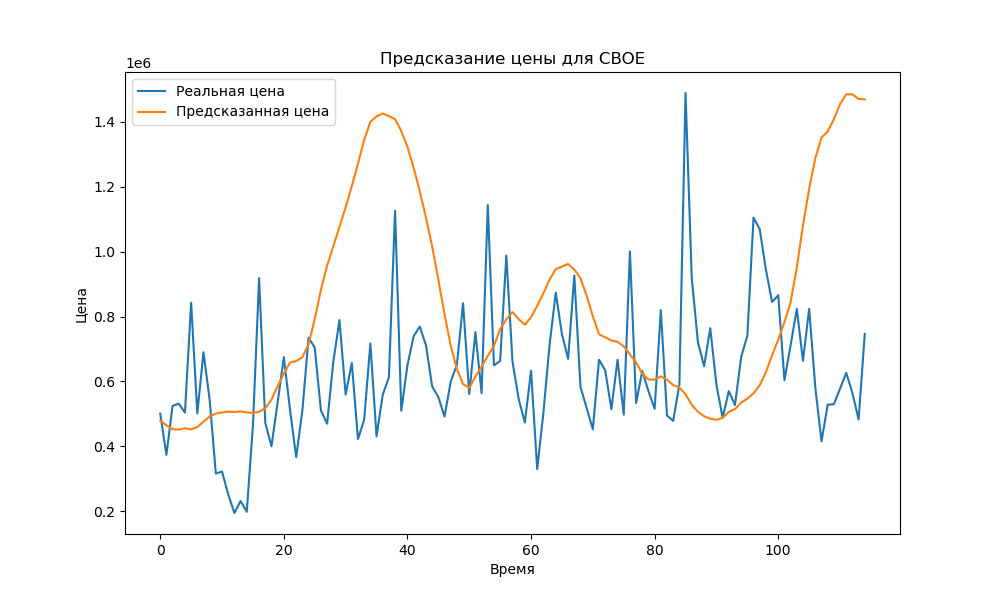 Предсказание цены для CBOE
1e6
Реальная цена
Предсказанная цена
1.4
1.2
1.0
0.8
0.6
0.4
0.2
Цена
0 20 40 60 80 100
Время